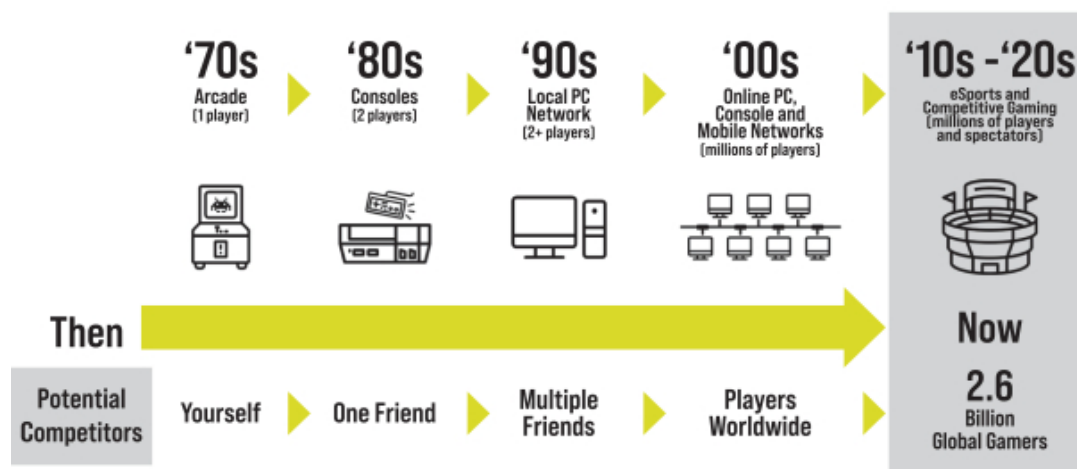 ‘70s
Arcade
(1 player)
‘80s
Consoles
(2 players)
‘90s
Local PC
Network
(2+ players)
‘00s
Online PC,
Console and
Mobile Networks
(millions of players)
‘10s -‘20s
eSports and
Competitive Gaming
(millions of players
and spectators)
Then
Now
Potential
Competitors
Yourself
One Friend
Multiple
Friends
Players
Worldwide
2.6
Billion
Global Gamers